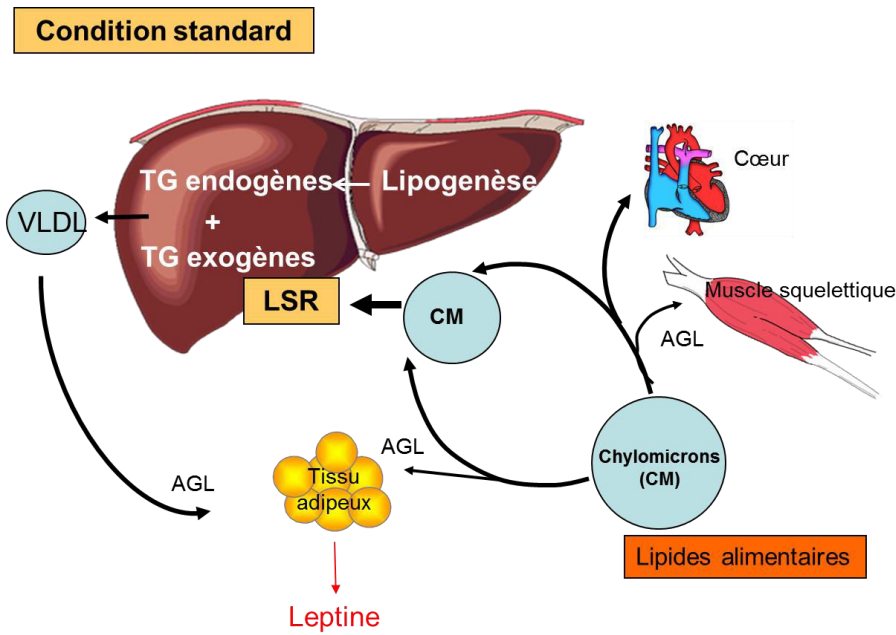 Condition standard
Cœur
TG endogènes
Lipogenèse
VLDL
+
TG exogènes
Muscle squelettique
LSR
CM
AGL
AGL
Chylomicrons
(CM)
Tissu
adipeux
AGL
Lipides alimentaires
Leptine